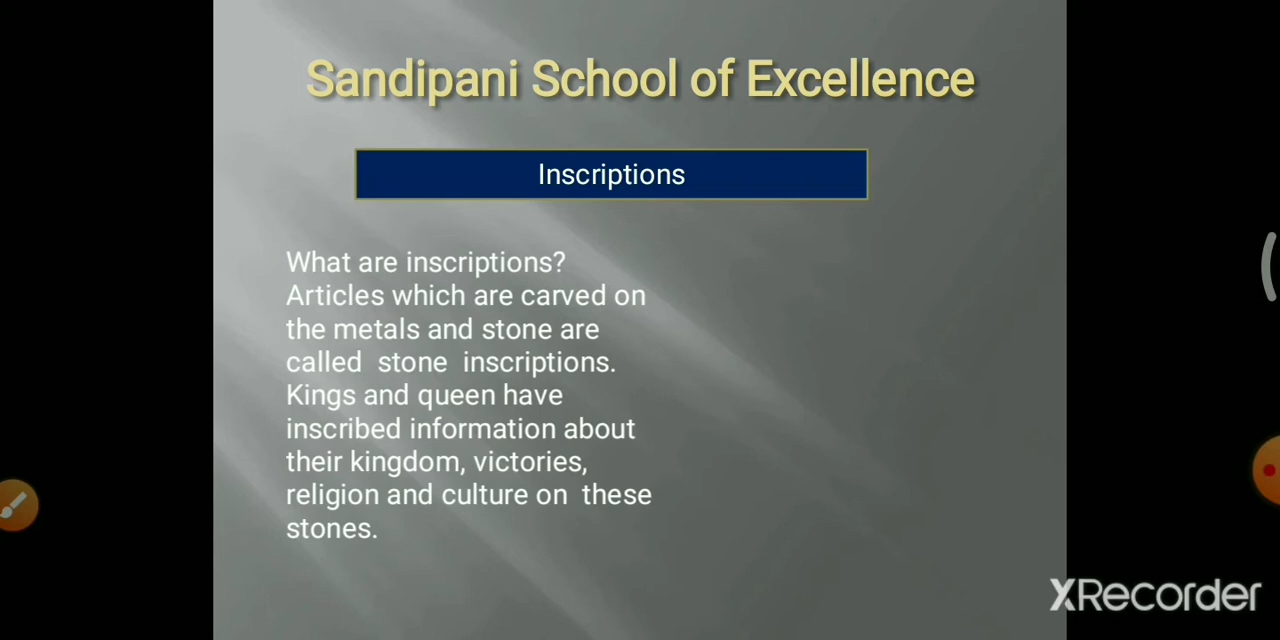 Sandipani School of Excellence
Inscriptions
What are inscriptions?
Articles which are carved on
the metals and stone are
called stone inscriptions.
Kings and queen have
inscribed information about
their kingdom, victories,
religion and culture on these
stones.
XRecorder